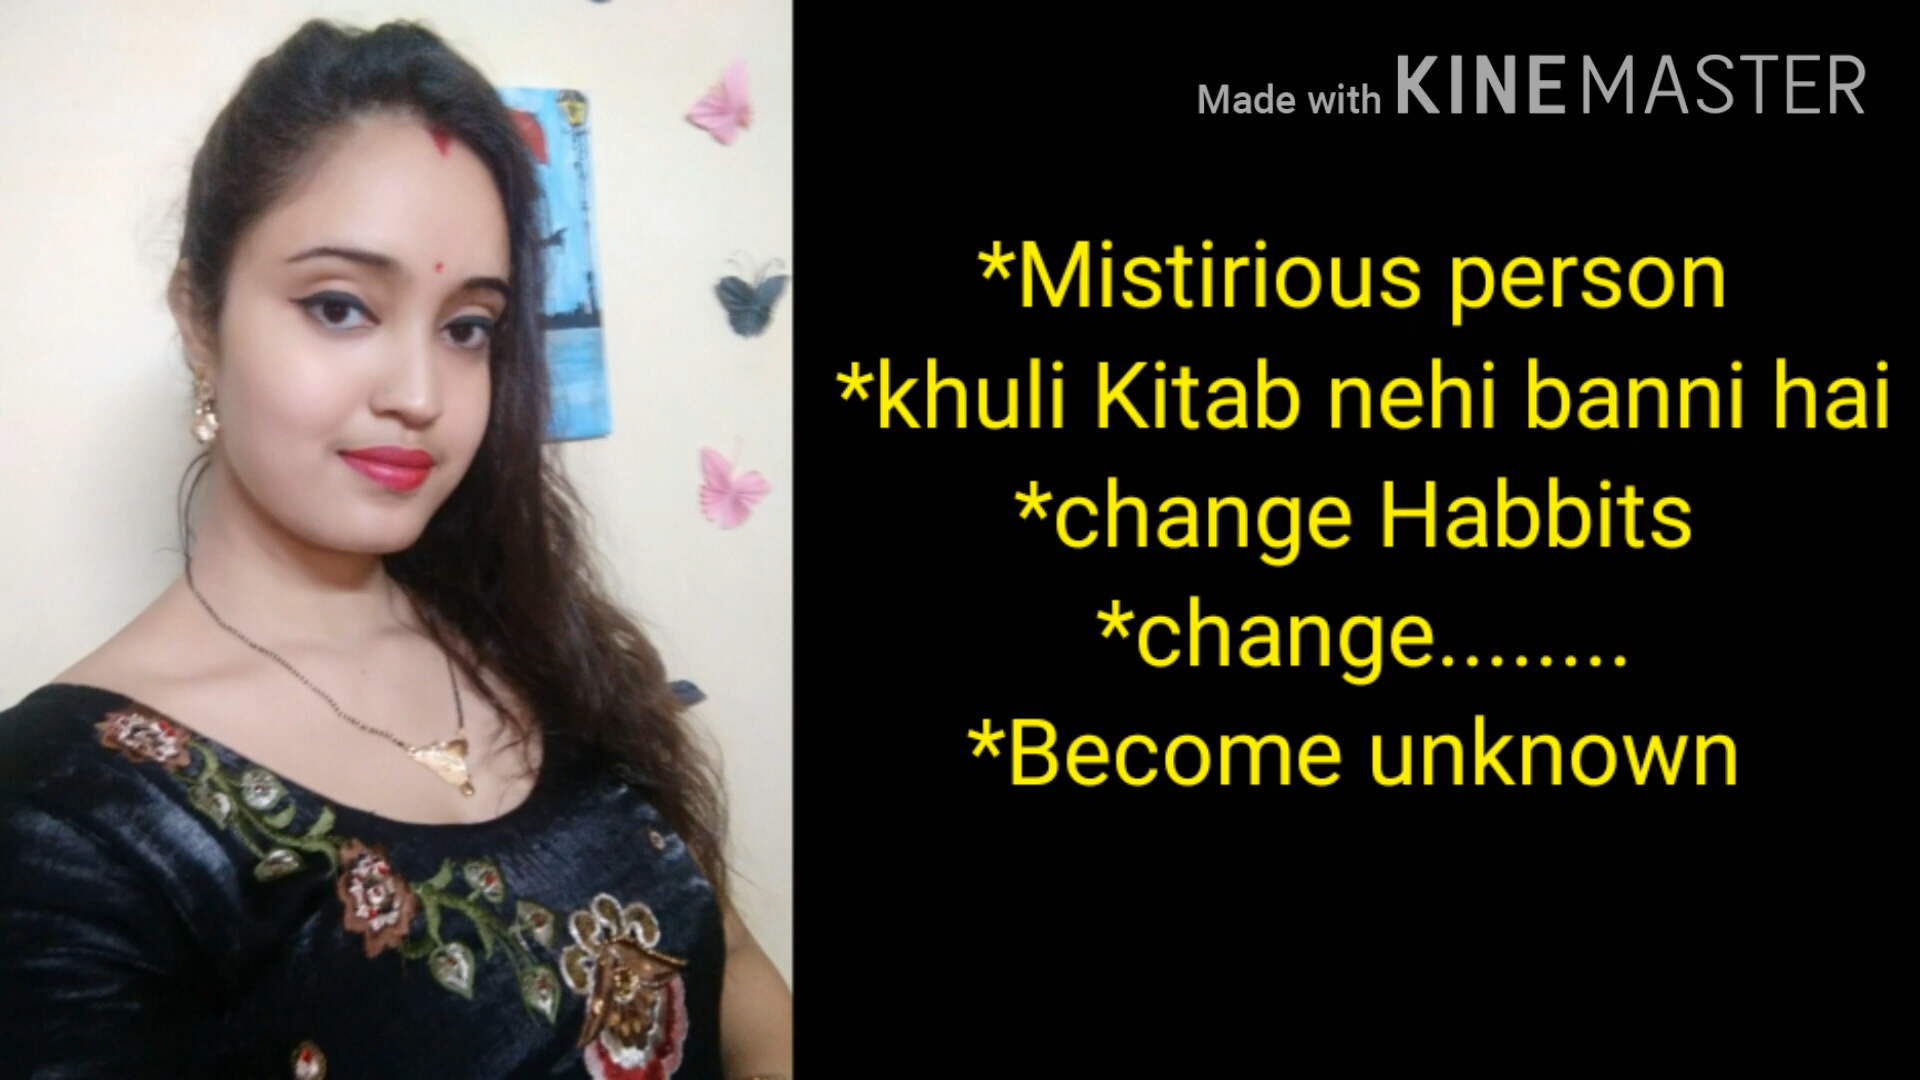 Made with KINEMASTER
*Mistirious person
*khuli Kitab nehi banni hai
*change Habbits
*change........
*Become unknown